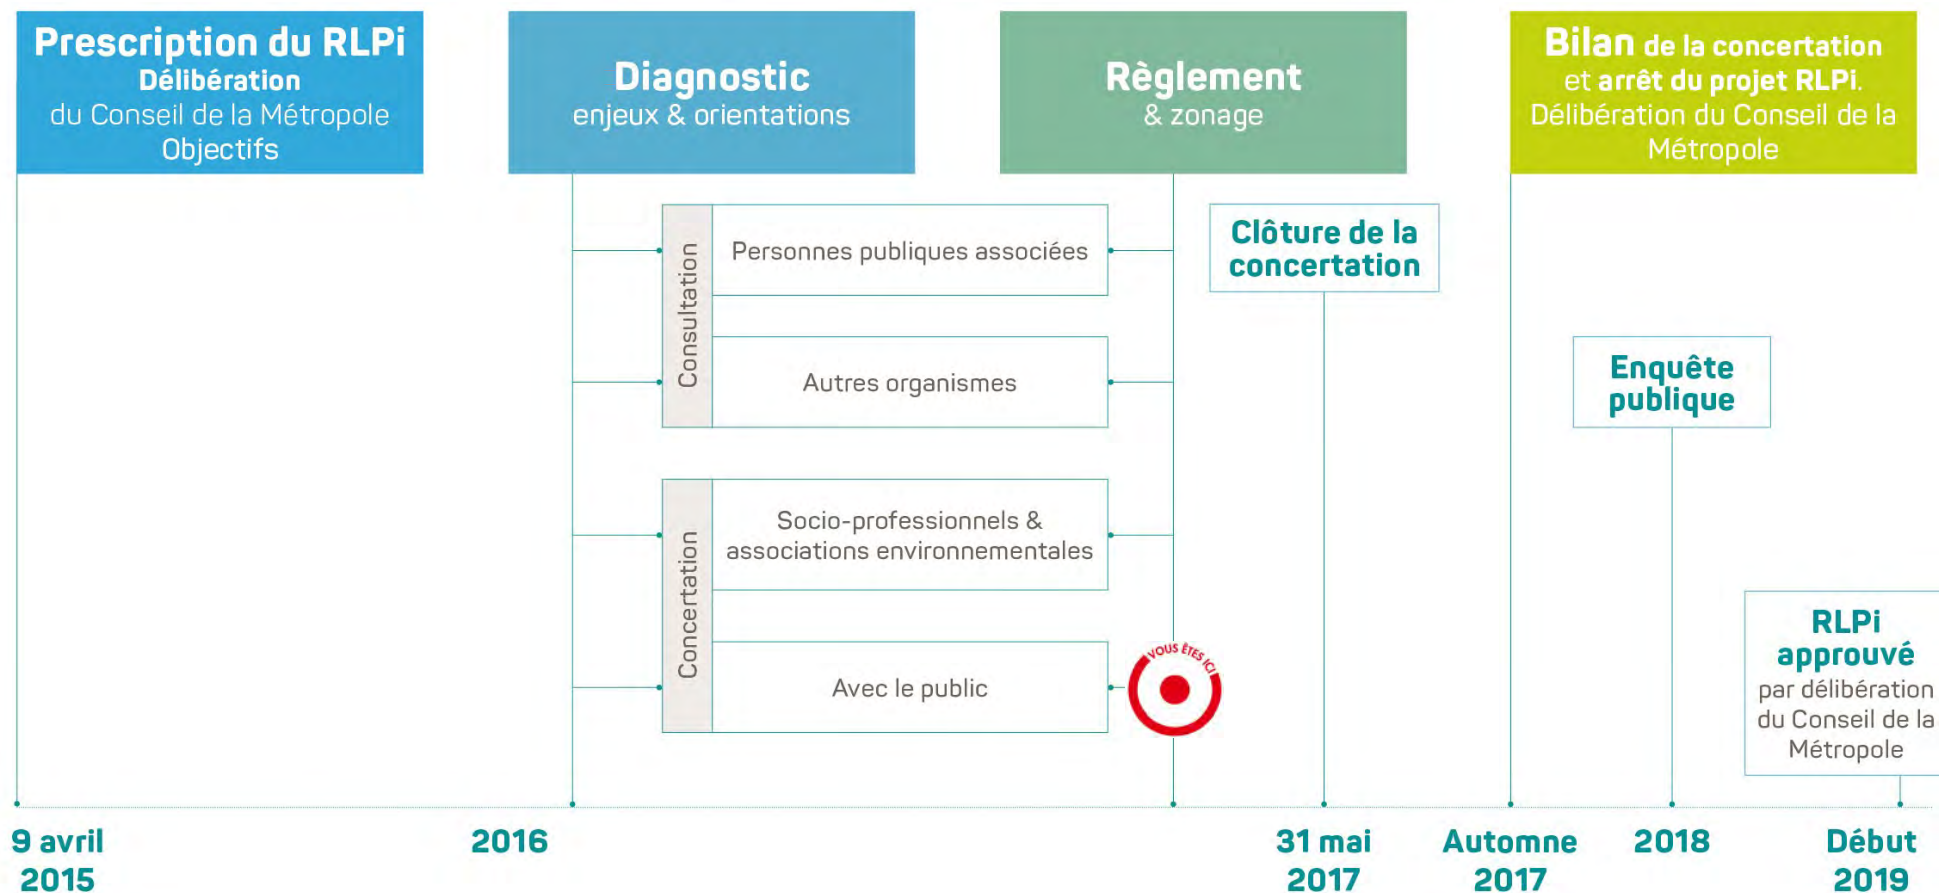 Prescription du RLPi
Délibération
du Conseil de la Métropole
Objectifs
Diagnostic
enjeux & orientations
Règlement
& zonage
Bilan de la concertation
et arrêt du projet RLPi.
Délibération du Conseil de la
Métropole
Consultation
Personnes publiques associées
Autres organismes
Concertation
Socio-professionnels &
associations environnementales
Avec le public
VOUS ÊTES ICI
Clôture de la
concertation
Enquête
publique
RLPi
approuvé
par délibération
du Conseil de la
Métropole
9 avril
2015
2016
31 mai
2017
Automne
2017
2018
Début
2019